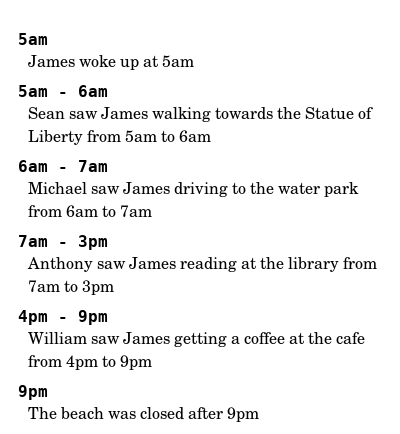 5am
James woke up at 5am
5am - 6am
Sean saw James walking towards the Statue of
Liberty from 5am to 6am
6am - 7am
Michael saw James driving to the water park
from 6am to 7am
7am - 3pm
Anthony saw James reading at the library from
7am to 3pm
4pm - 9pm
William saw James getting a coffee at the cafe
from 4pm to 9pm
9pm
The beach was closed after 9pm